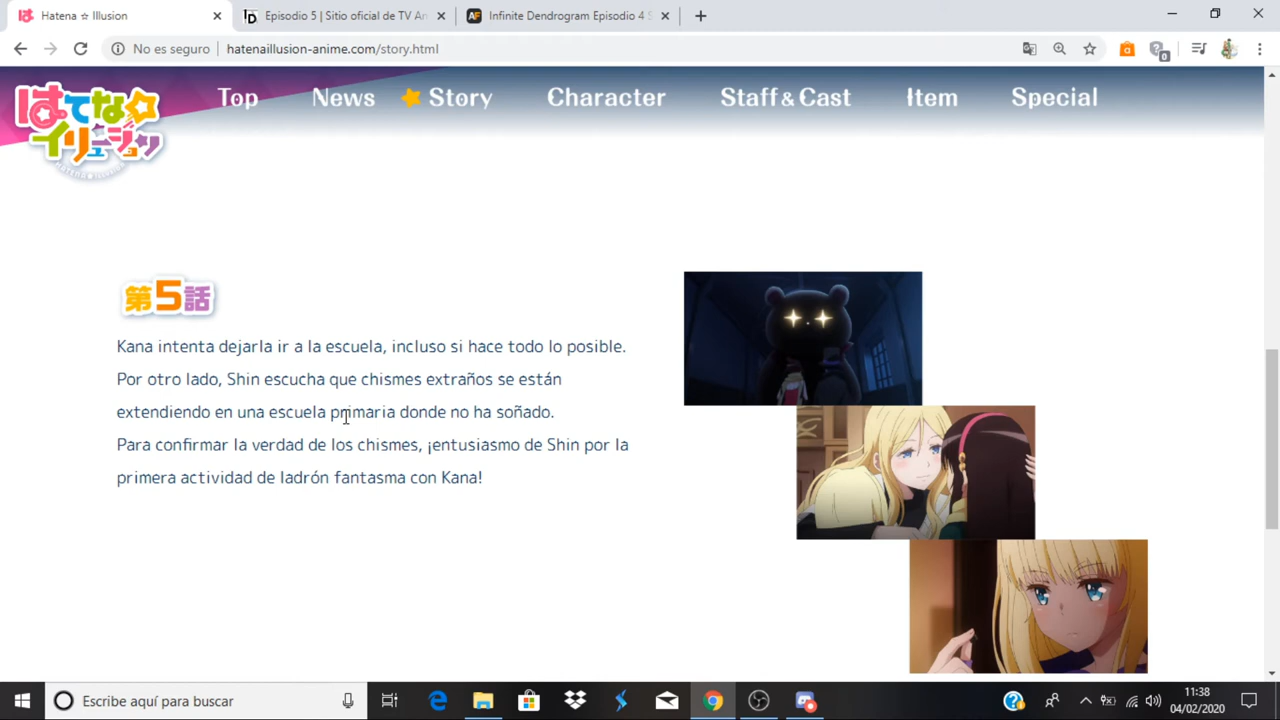 Hatena ☆ Illusion
Episodio 5 | Sitio oficial de TV An
Infinite Dendrogram Episodio 4 S
No es seguro | hatenaillusion-anime.com/story.html
はてな☆イリュージョン
HATENA★ILLUSION
Top News Story Character Staff & Cast Item Special
第5話
Kana intenta dejarla ir a la escuela, incluso si hace todo lo posible.
Por otro lado, Shin escucha que chismes extraños se están
extendiendo en una escuela primaria donde no ha soñado.
Para confirmar la verdad de los chismes, ¡entusiasmo de Shin por la
primera actividad de ladrón fantasma con Kana!
Escribe aquí para buscar
11:38
04/02/2020